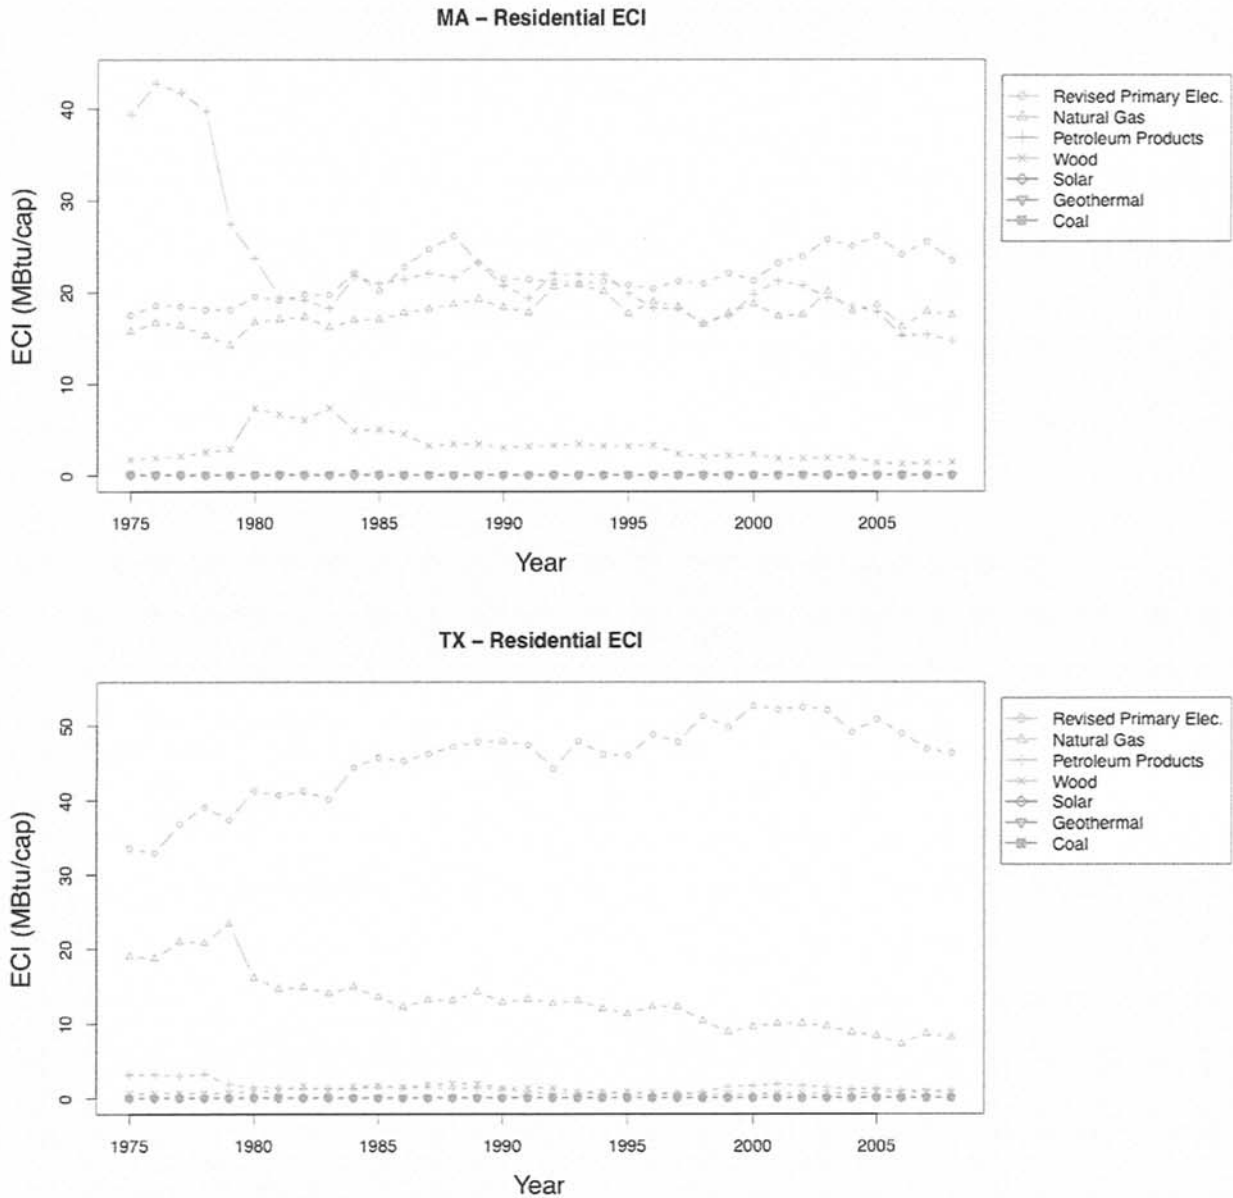 MA – Residential ECI
ECI (MBtu/cap)
40
30
20
10
0
1975 1980 1985 1990 1995 2000 2005
Year
Revised Primary Elec.
Natural Gas
Petroleum Products
Wood
Solar
Geothermal
Coal
TX – Residential ECI
ECI (MBtu/cap)
50
40
30
20
10
0
1975 1980 1985 1990 1995 2000 2005
Year
Revised Primary Elec.
Natural Gas
Petroleum Products
Wood
Solar
Geothermal
Coal